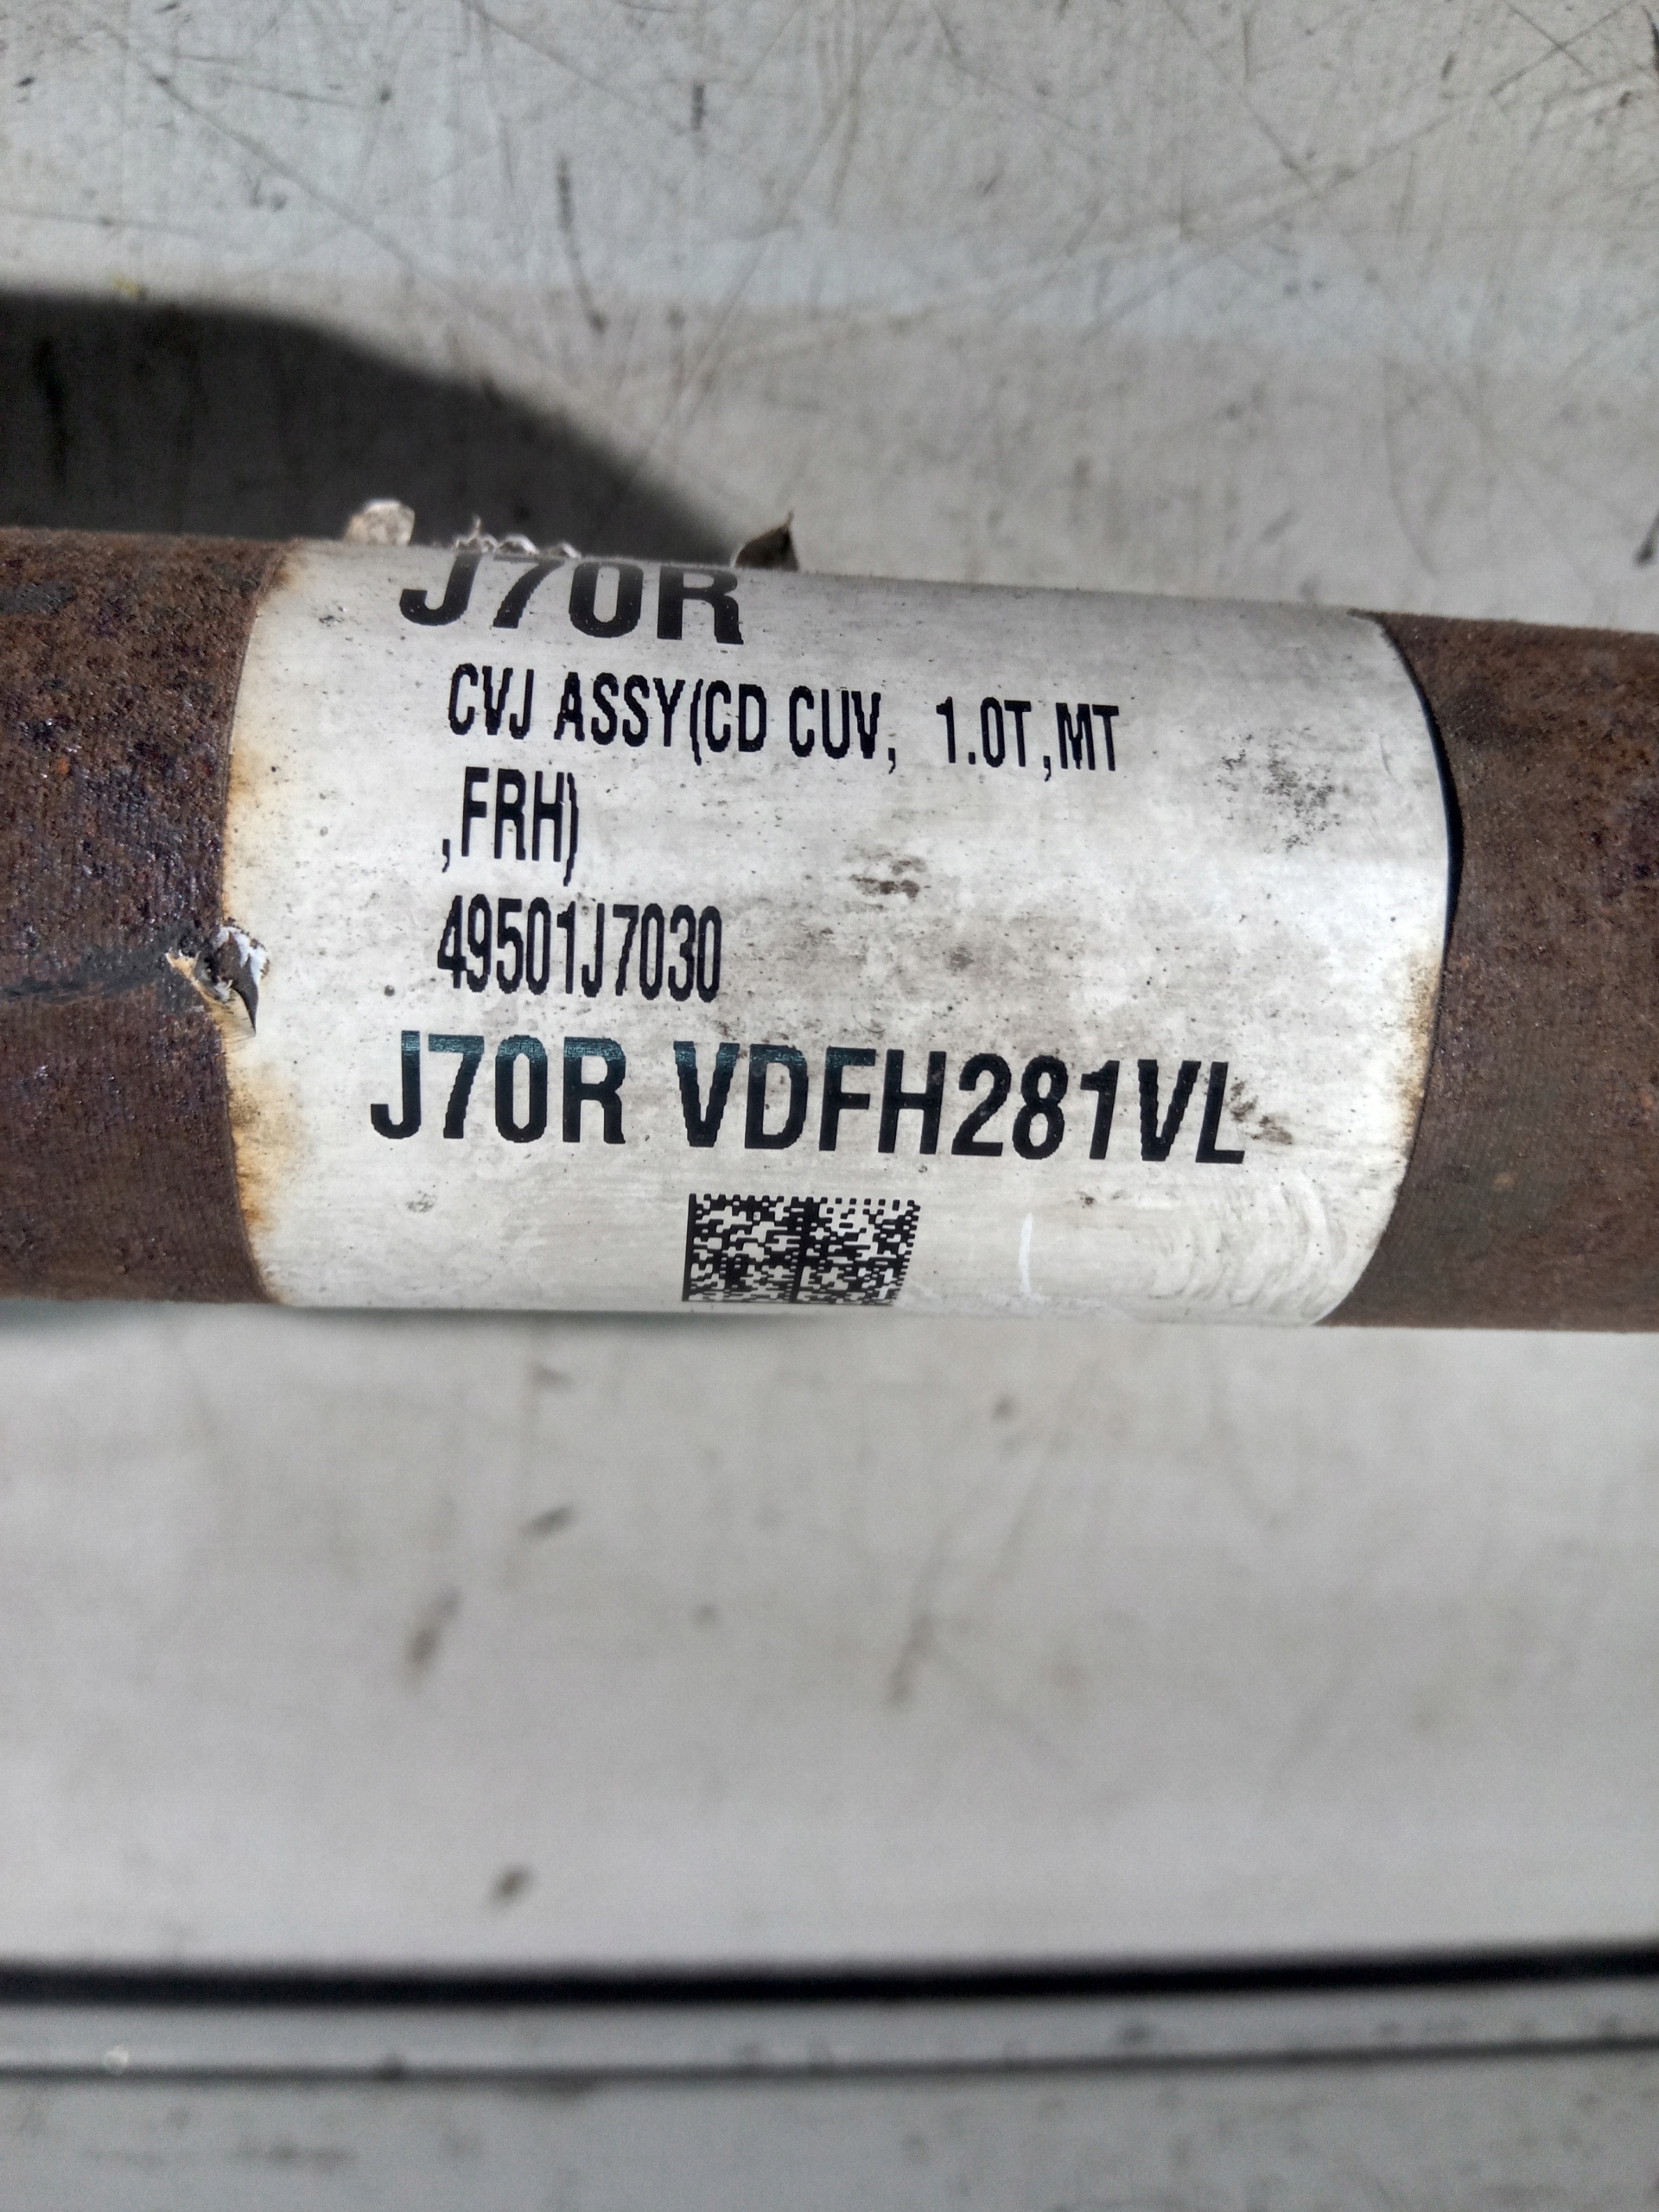 J70R
CVJ ASSY(CD CUV, 1.0T,MT
,FRH)
49501J7030
J70R VDFH281VL